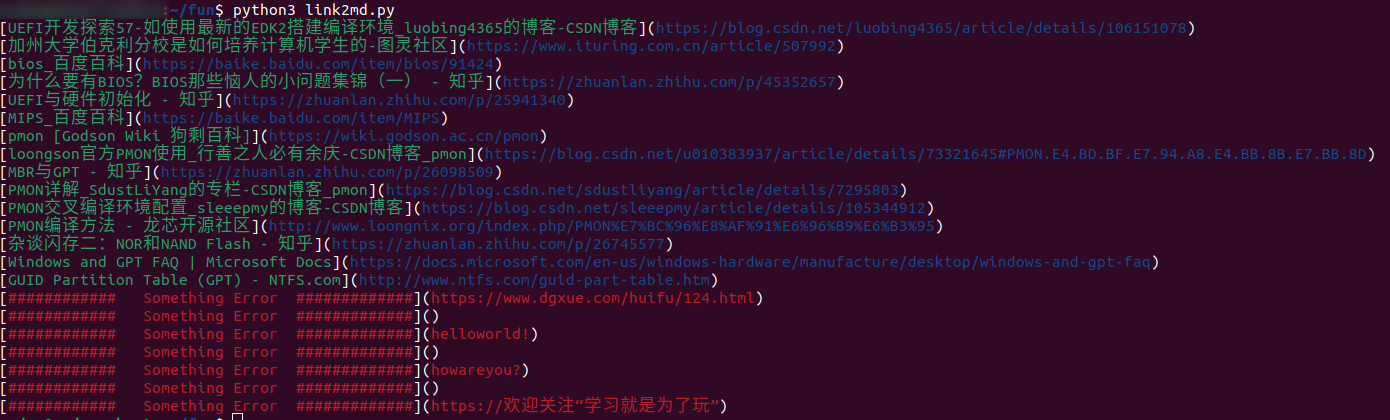 :~/fun$ python3 link2md.py
[UEFI开发探索57-如使用最新的EDK2搭建编译环境_luobing4365的博客-CSDN博客](https://blog.csdn.net/luobing4365/article/details/106151078)
[加州大学伯克利分校是如何培养计算机学生的-图灵社区](https://www.ituring.com.cn/article/507992)
[bios_百度百科](https://baike.baidu.com/item/bios/91424)
[为什么要有BIOS？BIOS那些恼人的小问题集锦（一） - 知乎](https://zhuanlan.zhihu.com/p/45352657)
[UEFI与硬件初始化 - 知乎](https://zhuanlan.zhihu.com/p/25941340)
[MIPS_百度百科](https://baike.baidu.com/item/MIPS)
[pmon [Godson Wiki 狗剩百科]](https://wiki.godson.ac.cn/pmon)
[loongson官方PMON使用_行善之人必有余庆-CSDN博客_pmon](https://blog.csdn.net/u010383937/article/details/73321645#PMON.E4.BD.BF.E7.94.A8.E4.BB.8B.E7.BB.8D)
[MBR与GPT - 知乎](https://zhuanlan.zhihu.com/p/26098509)
[PMON详解_SdustLiYang的专栏-CSDN博客_pmon](https://blog.csdn.net/sdustliyang/article/details/7295803)
[PMON交叉编译环境配置_sleeepmy的博客-CSDN博客](https://blog.csdn.net/sleeepmy/article/details/105344912)
[PMON编译方法 - 龙芯开源社区](http://www.loongnix.org/index.php/PMON%E7%BC%96%E8%AF%91%E6%96%B9%E6%B3%95)
[杂谈闪存二：NOR和NAND Flash - 知乎](https://zhuanlan.zhihu.com/p/26745577)
[Windows and GPT FAQ | Microsoft Docs](https://docs.microsoft.com/en-us/windows-hardware/manufacture/desktop/windows-and-gpt-faq)
[GUID Partition Table (GPT) - NTFS.com](http://www.ntfs.com/guid-part-table.htm)
[############   Something Error  #############](https://www.dgxue.com/huifu/124.html)
[############   Something Error  #############]()
[############   Something Error  #############](helloworld!)
[############   Something Error  #############]()
[############   Something Error  #############](howareyou?)
[############   Something Error  #############]()
[############   Something Error  #############](https://欢迎关注“学习就是为了玩”)